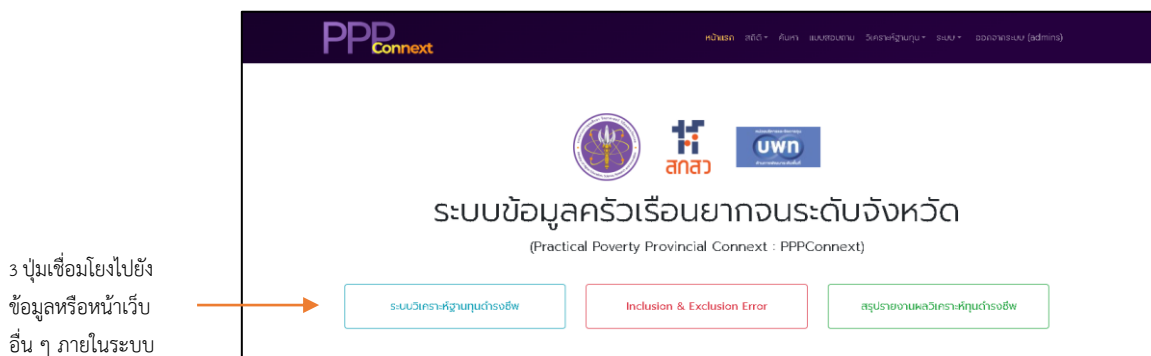 PPP Connext
หน้าแรก สถิติ ค้นหา แบบสอบถาม วิเคราะห์ฐานทุน ระบบ ออกจากระบบ (admins)
สกสว
บพท
ระบบข้อมูลครัวเรือนยากจนระดับจังหวัด
(Practical Poverty Provincial Connext : PPPConnext)
3 ปุ่มเชื่อมโยงไปยัง
ข้อมูลหรือหน้าเว็บ
อื่น ๆ ภายในระบบ
ระบบวิเคราะห์ฐานทุนดำรงชีพ
Inclusion & Exclusion Error
สรุปรายงานผลวิเคราะห์ทุนดำรงชีพ